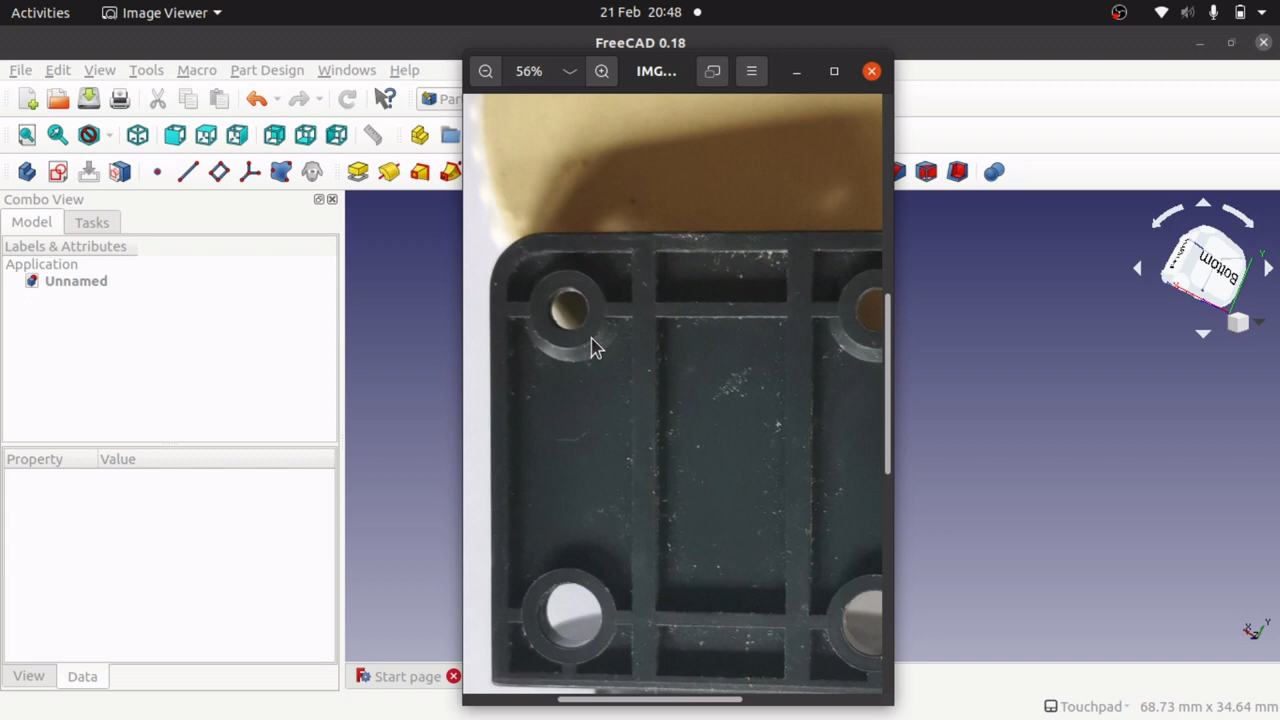 Activities Image Viewer 21 Feb 20:48
FreeCAD 0.18
File Edit View Tools Macro Part Design Windows Help
56% IMG...
Par
Combo View
Model Tasks
Labels & Attributes
Application
Unnamed
Bottom
Y
Property Value
View Data
Start page
X Z Y
Touchpad 68.73 mm x 34.64 mm